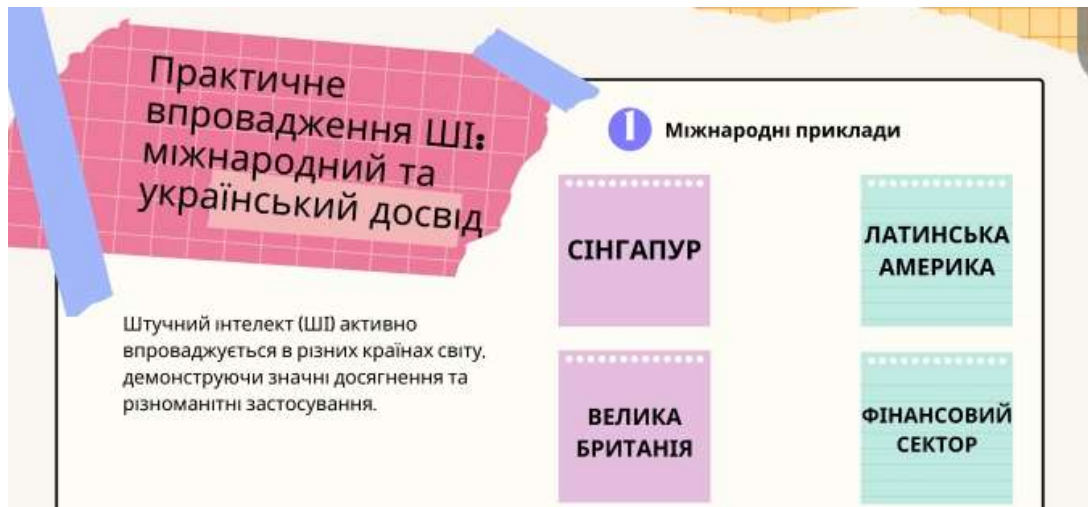 Практичне
впровадження ШІ:
міжнародний та
український досвід
Штучний інтелект (ШІ) активно
впроваджується в різних країнах світу,
демонструючи значні досягнення та
різноманітні застосування.
1 Міжнародні приклади
СІНГАПУР
ЛАТИНСЬКА
АМЕРИКА
ВЕЛИКА
БРИТАНІЯ
ФІНАНСОВИЙ
СЕКТОР